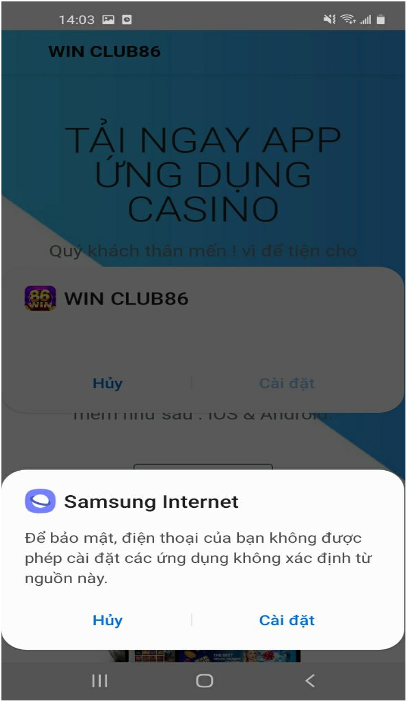 14:03
WIN CLUB86
TẢI NGAY APP
ỨNG DỤNG
CASINO
Quý khách thân mến ! vì để tiện cho
86
WIN
WIN CLUB86
Hủy
Cài đặt
mềm như sau : IOS & Android
Samsung Internet
Để bảo mật, điện thoại của bạn không được
phép cài đặt các ứng dụng không xác định từ
nguồn này.
Hủy
Cài đặt